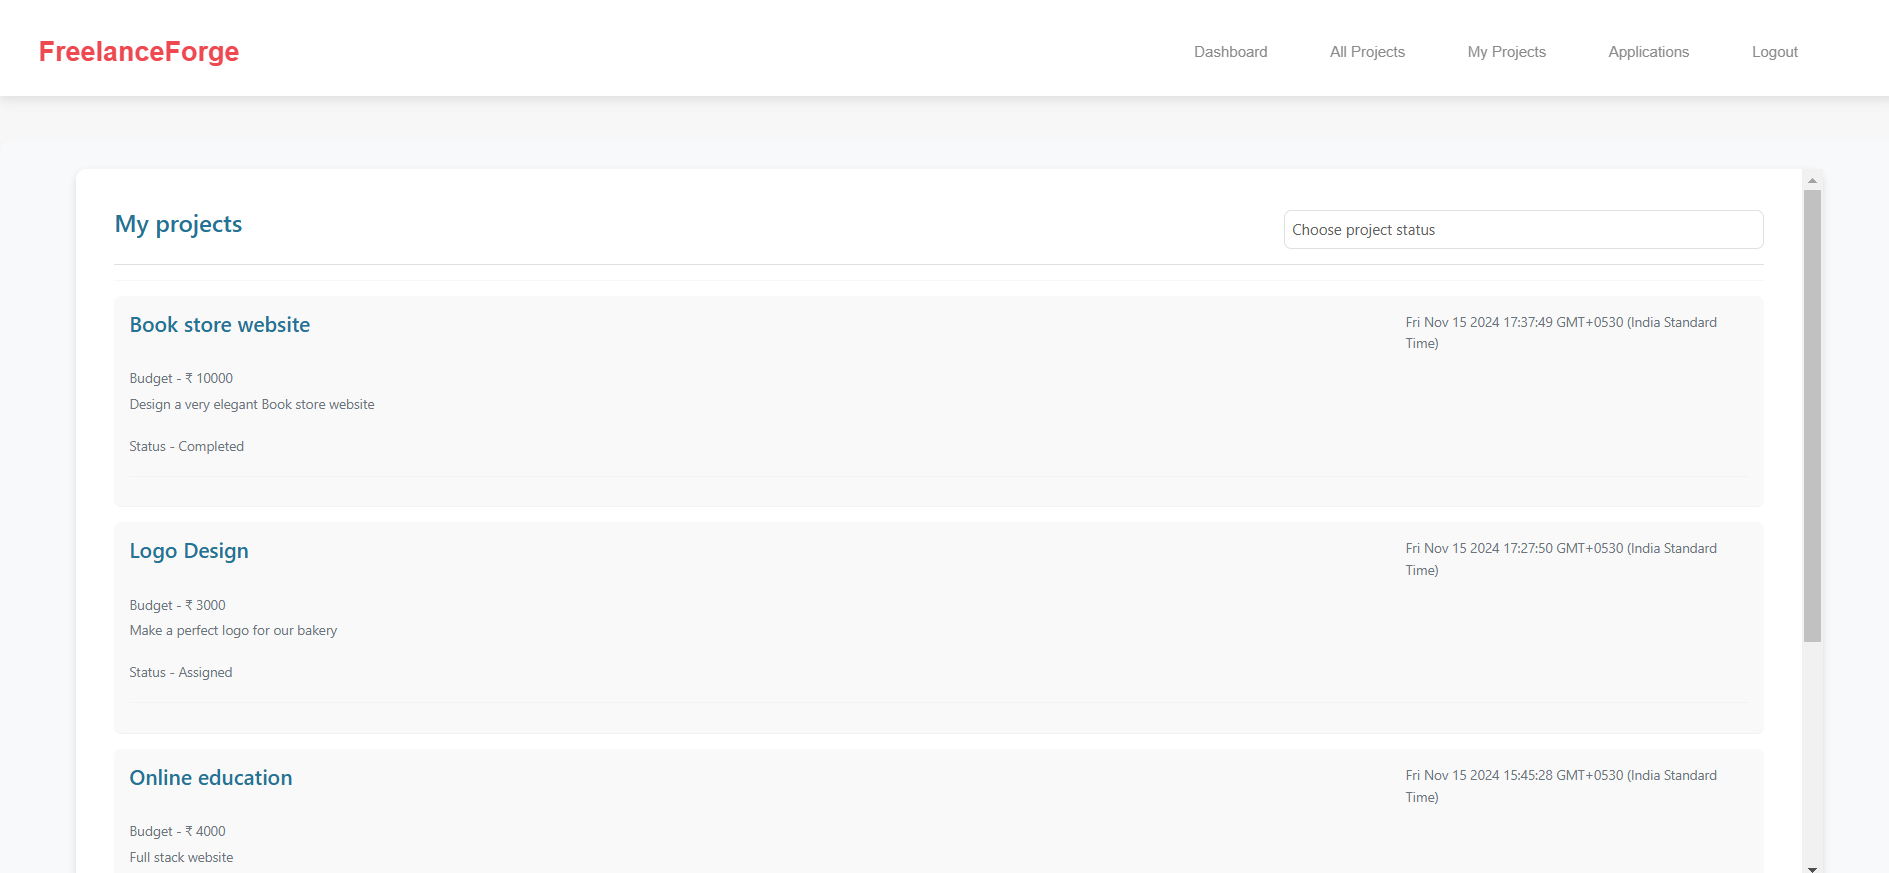 FreelanceForge
Dashboard
All Projects
My Projects
Applications
Logout
My projects
Choose project status
Book store website
Fri Nov 15 2024 17:37:49 GMT+0530 (India Standard
Time)
Budget - ₹ 10000
Design a very elegant Book store website
Status - Completed
Logo Design
Fri Nov 15 2024 17:27:50 GMT+0530 (India Standard
Time)
Budget - ₹ 3000
Make a perfect logo for our bakery
Status - Assigned
Online education
Fri Nov 15 2024 15:45:28 GMT+0530 (India Standard
Time)
Budget - ₹ 4000
Full stack website